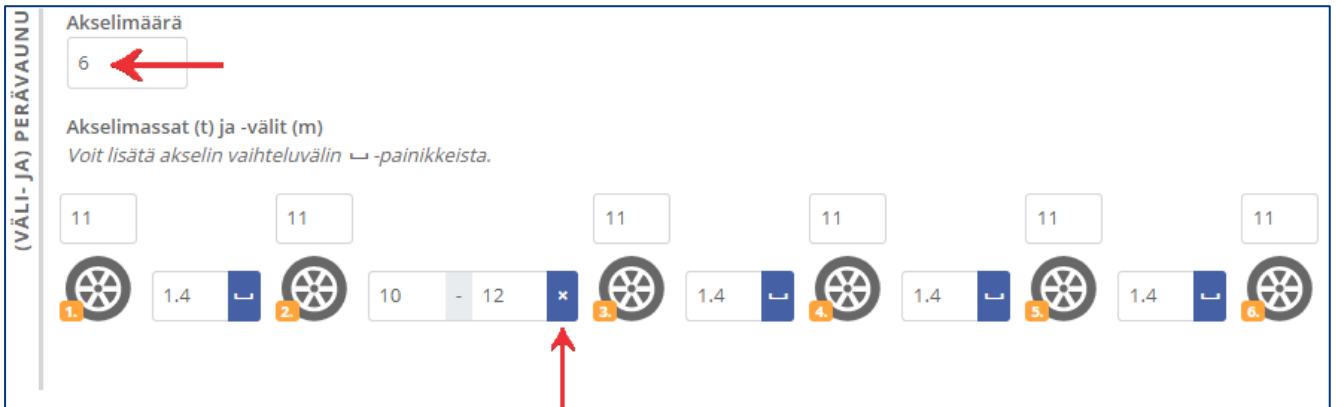 (VÄLI- JA) PERÄVAUNU
Akselimäärä
6
Akselimassat (t) ja -välit (m)
Voit lisätä akselin vaihteluvälin ⎵ -painikkeista.
11 11 11 11 11 11
1.4 10 - 12 × 1.4 1.4 1.4
1. 2. 3. 4. 5. 6.